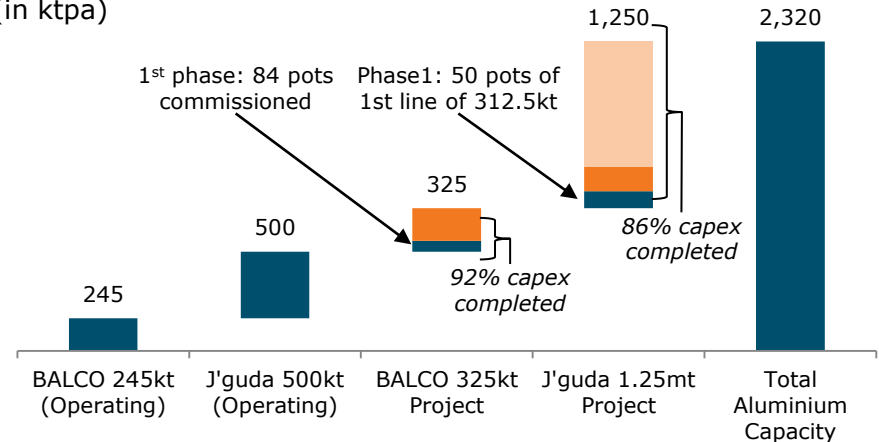 (in ktpa)
1,250
2,320
1st phase: 84 pots
commissioned
Phase1: 50 pots of
1st line of 312.5kt
325
500
245
86% capex
completed
92% capex
completed
BALCO 245kt
(Operating)
J'guda 500kt
(Operating)
BALCO 325kt
Project
J'guda 1.25mt
Project
Total
Aluminium
Capacity